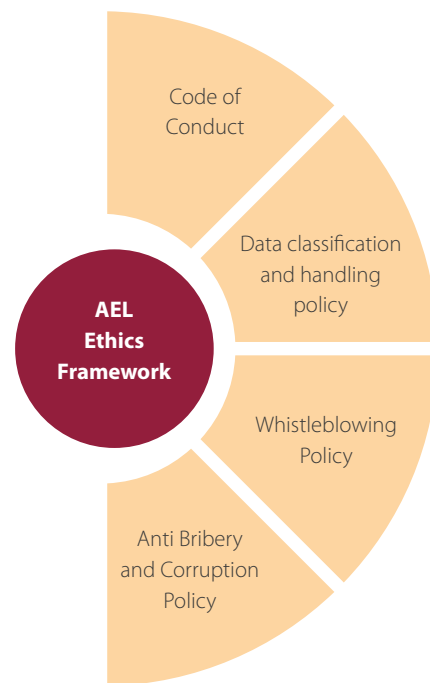 Code of
Conduct
Data classification
and handling
policy
AEL
Ethics
Framework
Whistleblowing
Policy
Anti Bribery
and Corruption
Policy